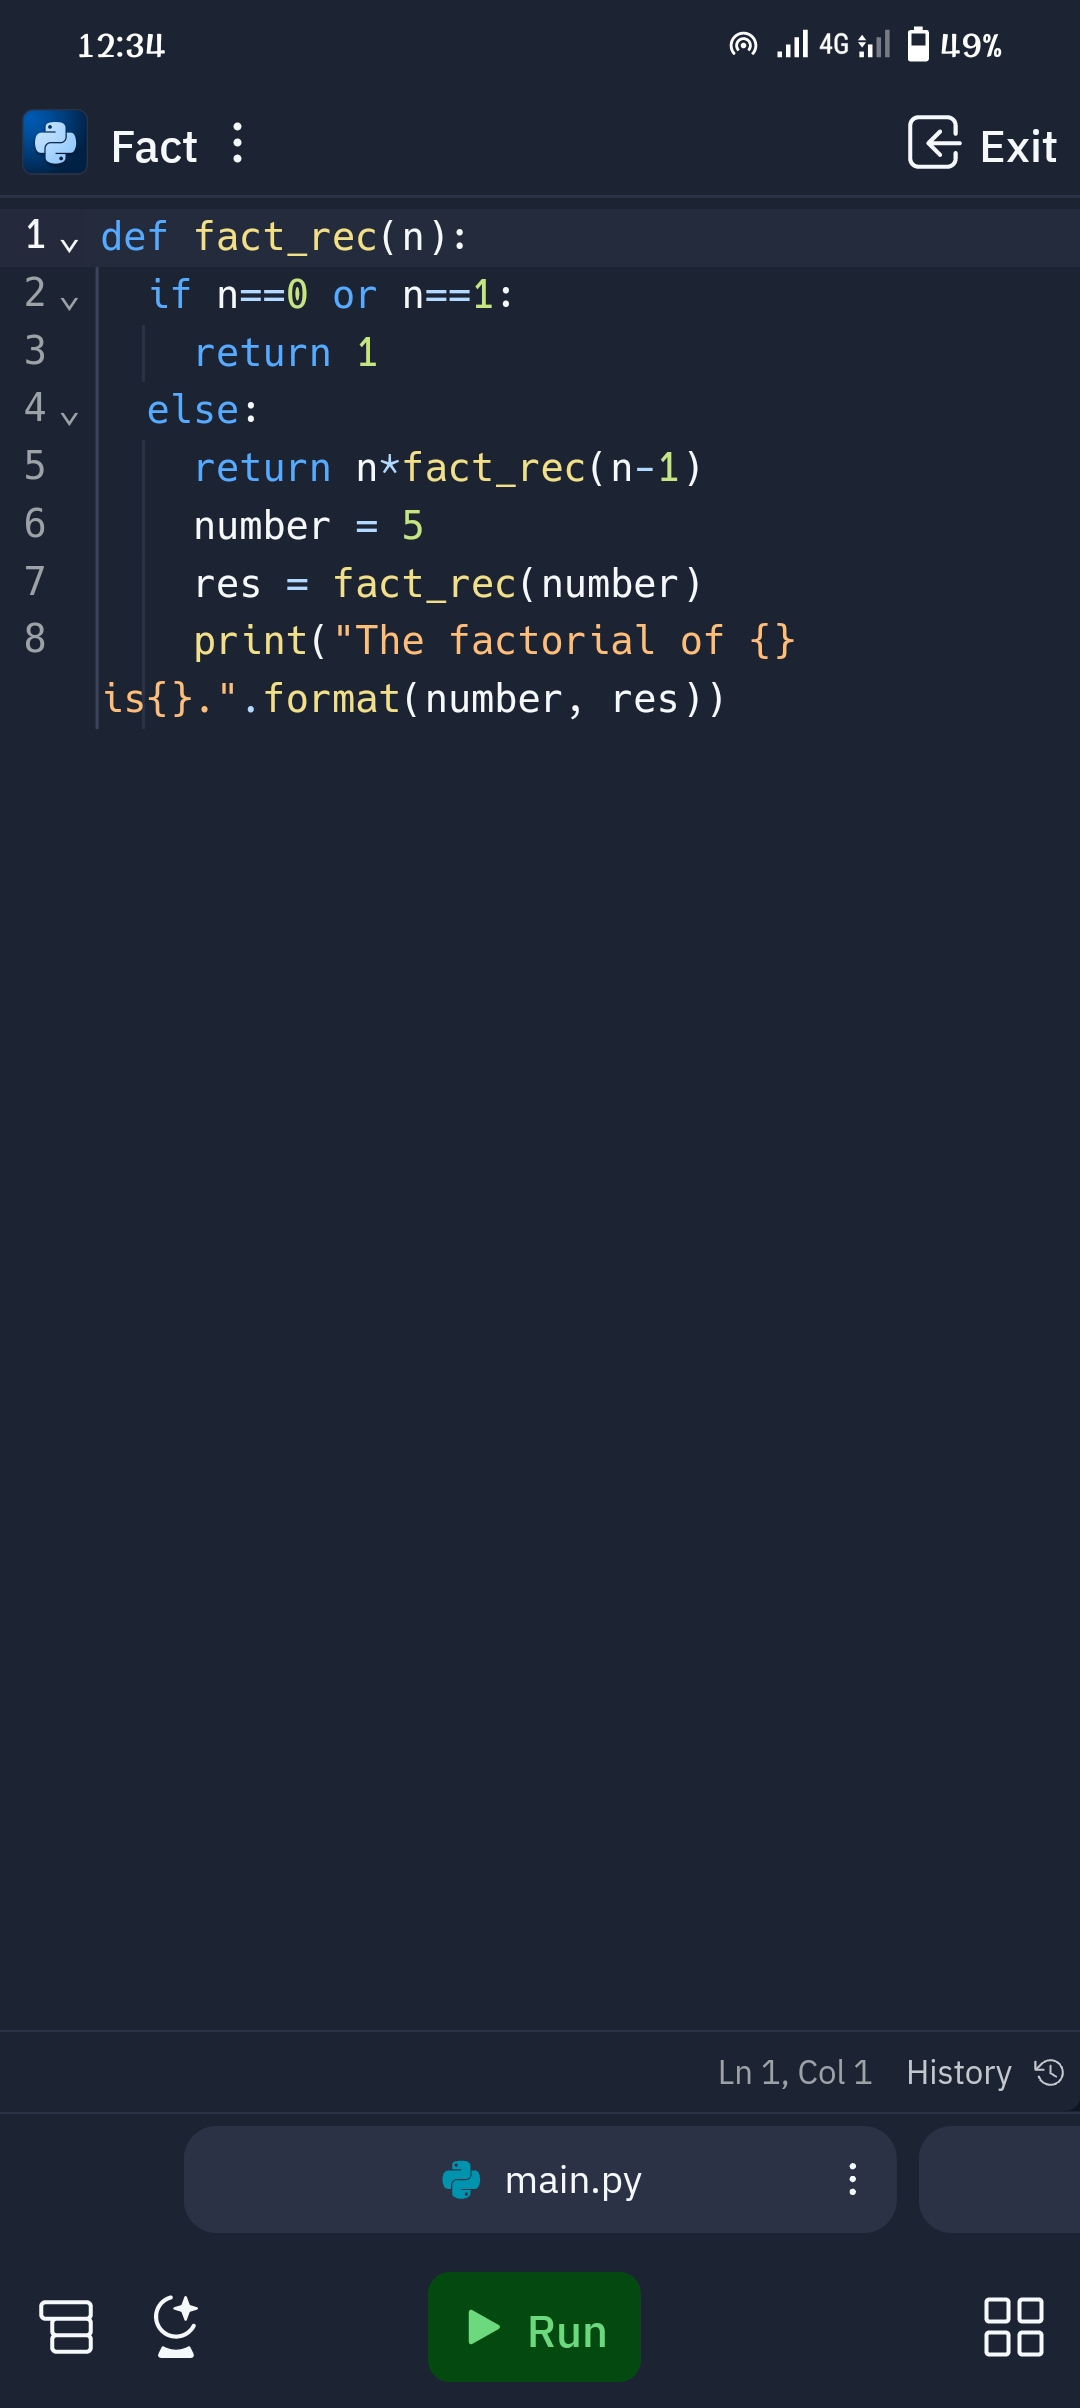 12:34 4G 49%
Fact Exit
1 def fact_rec(n):
2 if n==0 or n==1:
3 return 1
4 else:
5 return n*fact_rec(n-1)
6 number = 5
7 res = fact_rec(number)
8 print("The factorial of {}
is{}.".format(number, res))
Ln 1, Col 1 History
main.py
Run